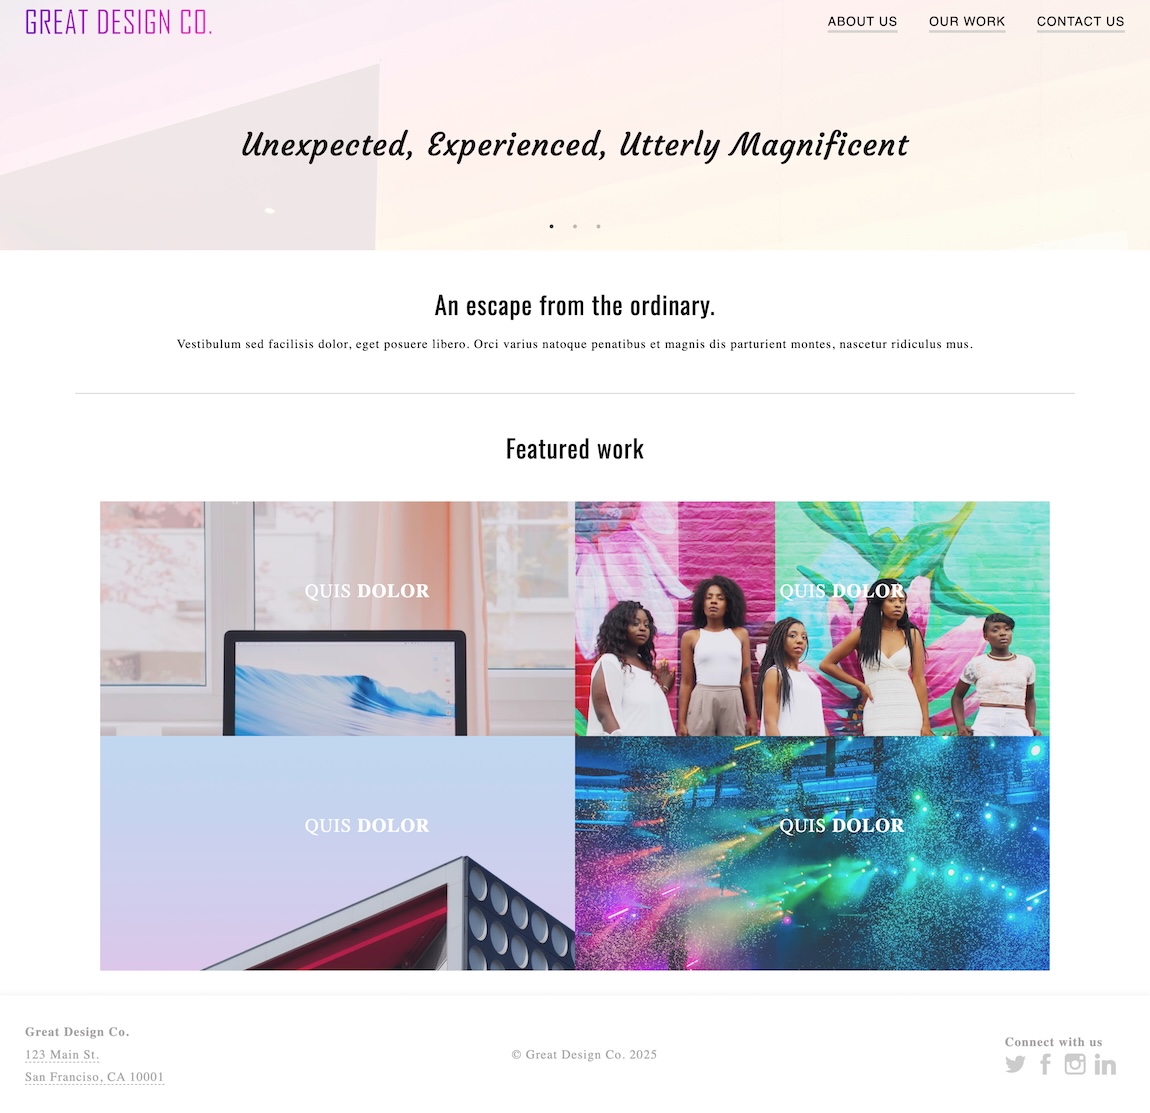 GREAT DESIGN CO.
ABOUT US OUR WORK CONTACT US
Unexpected, Experienced, Utterly Magnificent
An escape from the ordinary.
Vestibulum sed facilisis dolor, eget posuere libero. Orci varius natoque penatibus et magnis dis parturient montes, nascetur ridiculus mus.
Featured work
QUIS DOLOR
QUIS DOLOR
QUIS DOLOR
QUIS DOLOR
Great Design Co.
123 Main St.
San Franciso, CA 10001
© Great Design Co. 2025
Connect with us